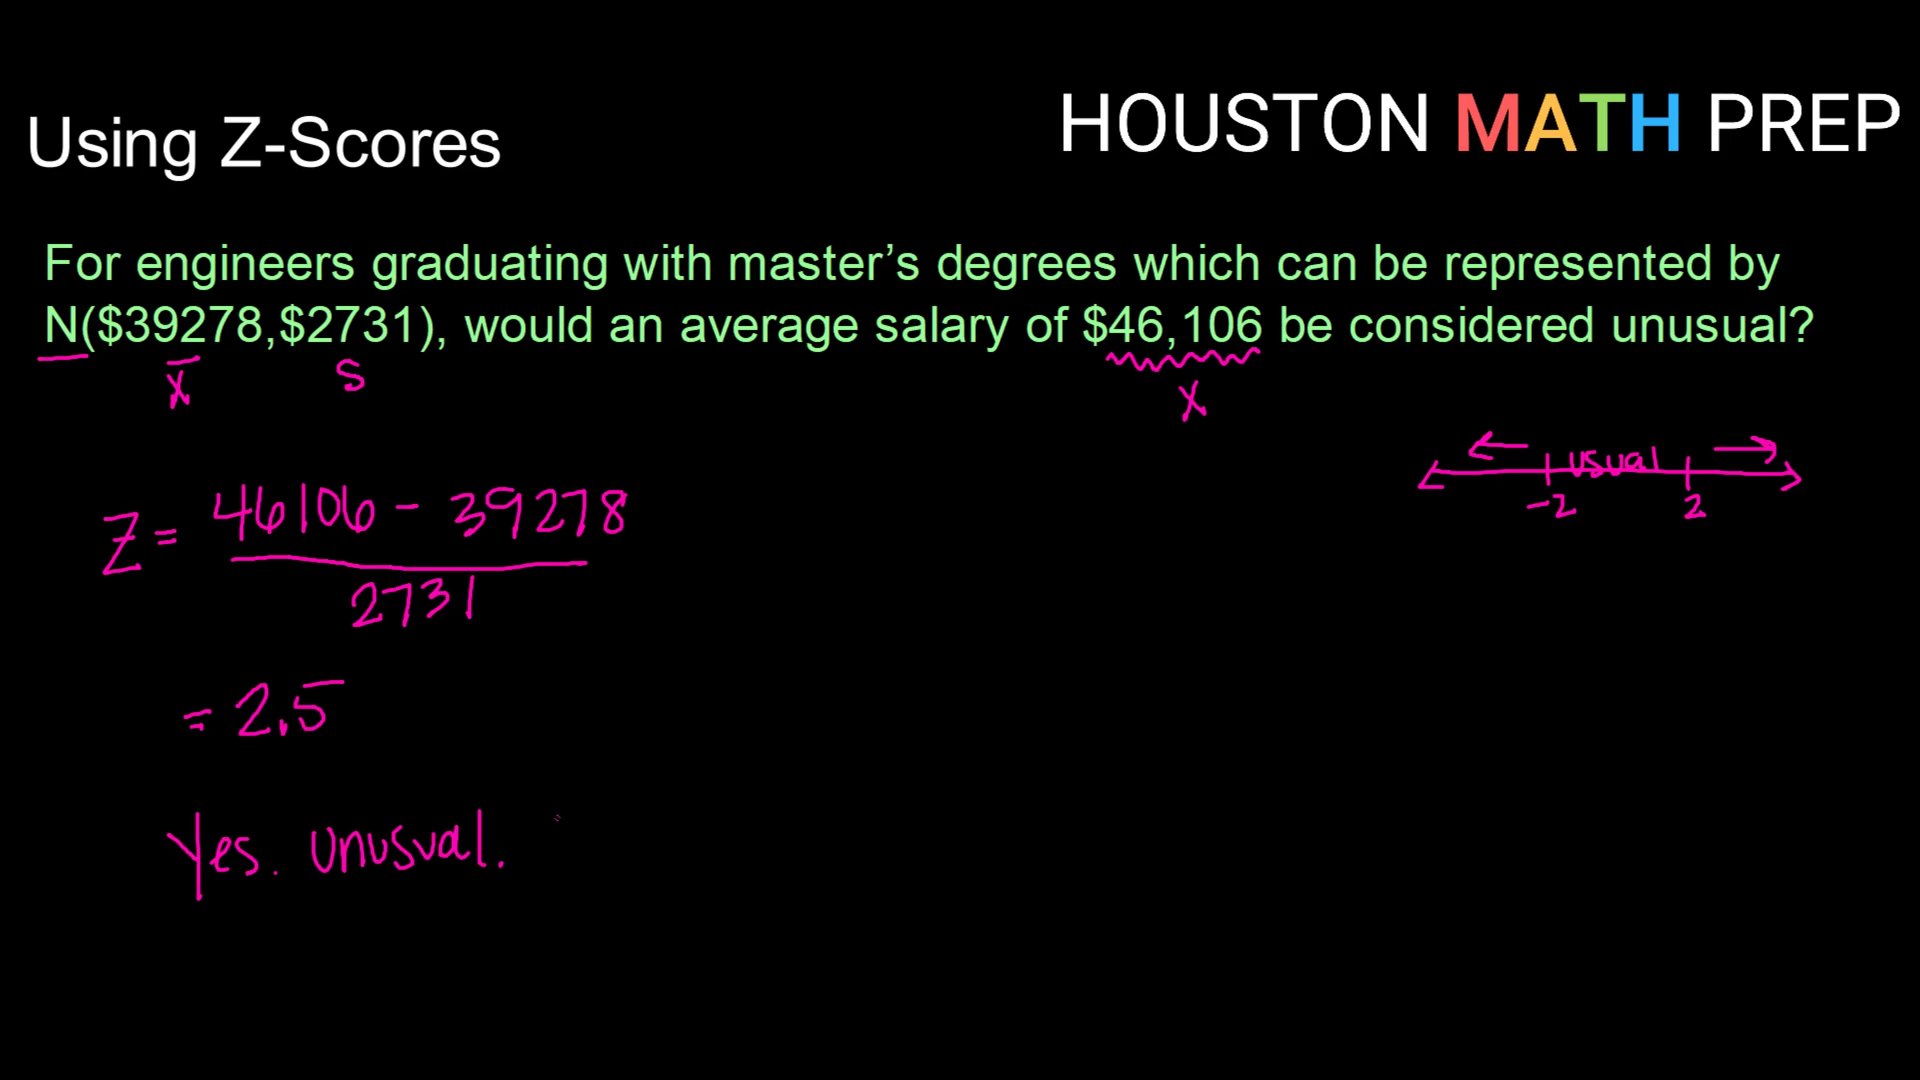 HOUSTON MATH PREP
Using Z-Scores
For engineers graduating with master’s degrees which can be represented by
N($39278,$2731), would an average salary of $46,106 be considered unusual?
x̄ s x
usual
-2 2
Z = 46106 - 39278
2731
= 2.5
Yes. Unusual.